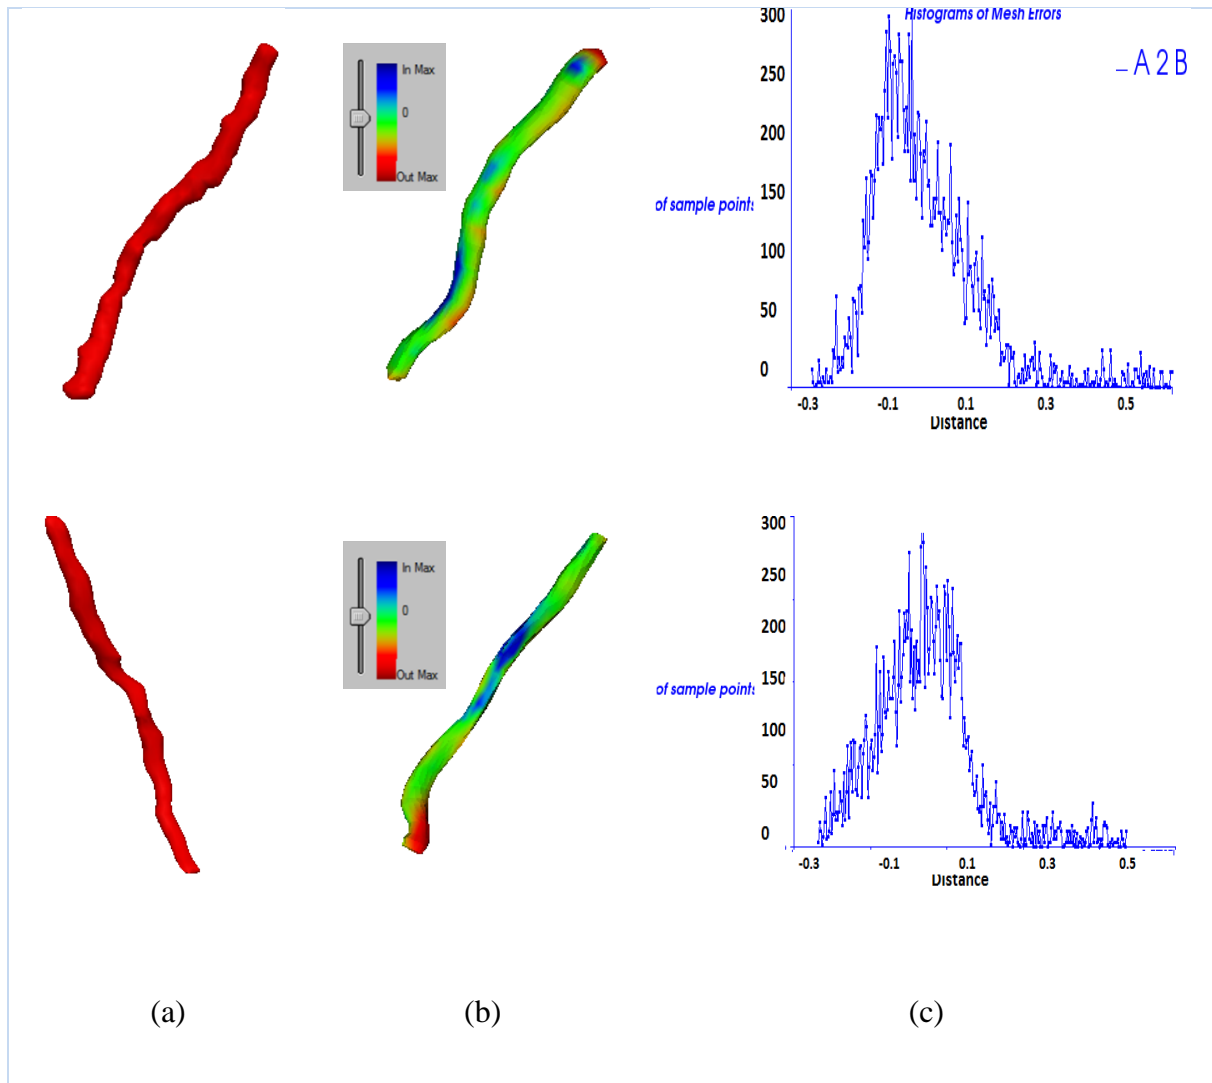 In Max
0
Out Max
Histograms of Mesh Errors
– A 2 B
300
250
200
150
100
50
0
of sample points
-0.3 -0.1 0.1 0.3 0.5
Distance
In Max
0
Out Max
300
250
200
150
100
50
0
of sample points
-0.3 -0.1 0.1 0.3 0.5
Distance
(a) (b) (c)